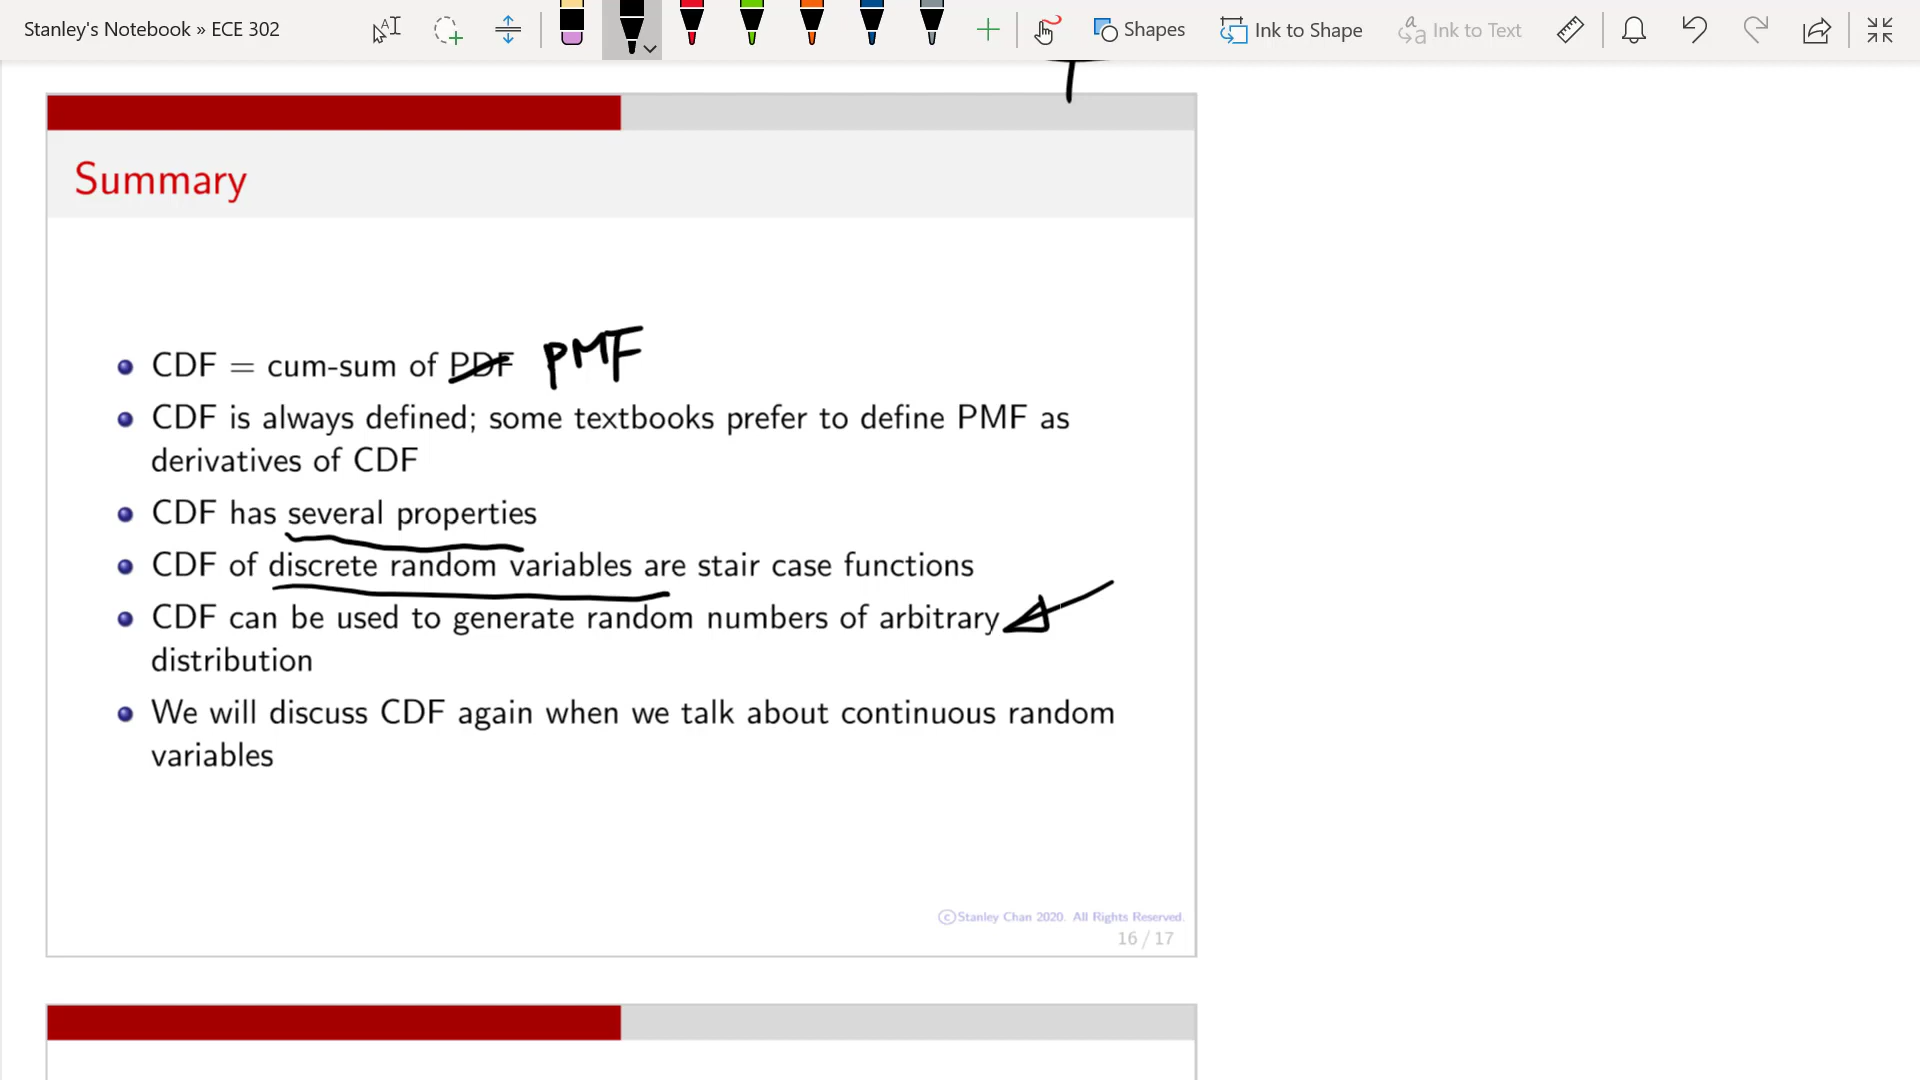 Stanley's Notebook » ECE 302
Shapes
Ink to Shape
Ink to Text
Summary
CDF = cum-sum of PDF PMF
CDF is always defined; some textbooks prefer to define PMF as
derivatives of CDF
CDF has several properties
CDF of discrete random variables are stair case functions
CDF can be used to generate random numbers of arbitrary
distribution
We will discuss CDF again when we talk about continuous random
variables
©Stanley Chan 2020. All Rights Reserved.
16 / 17